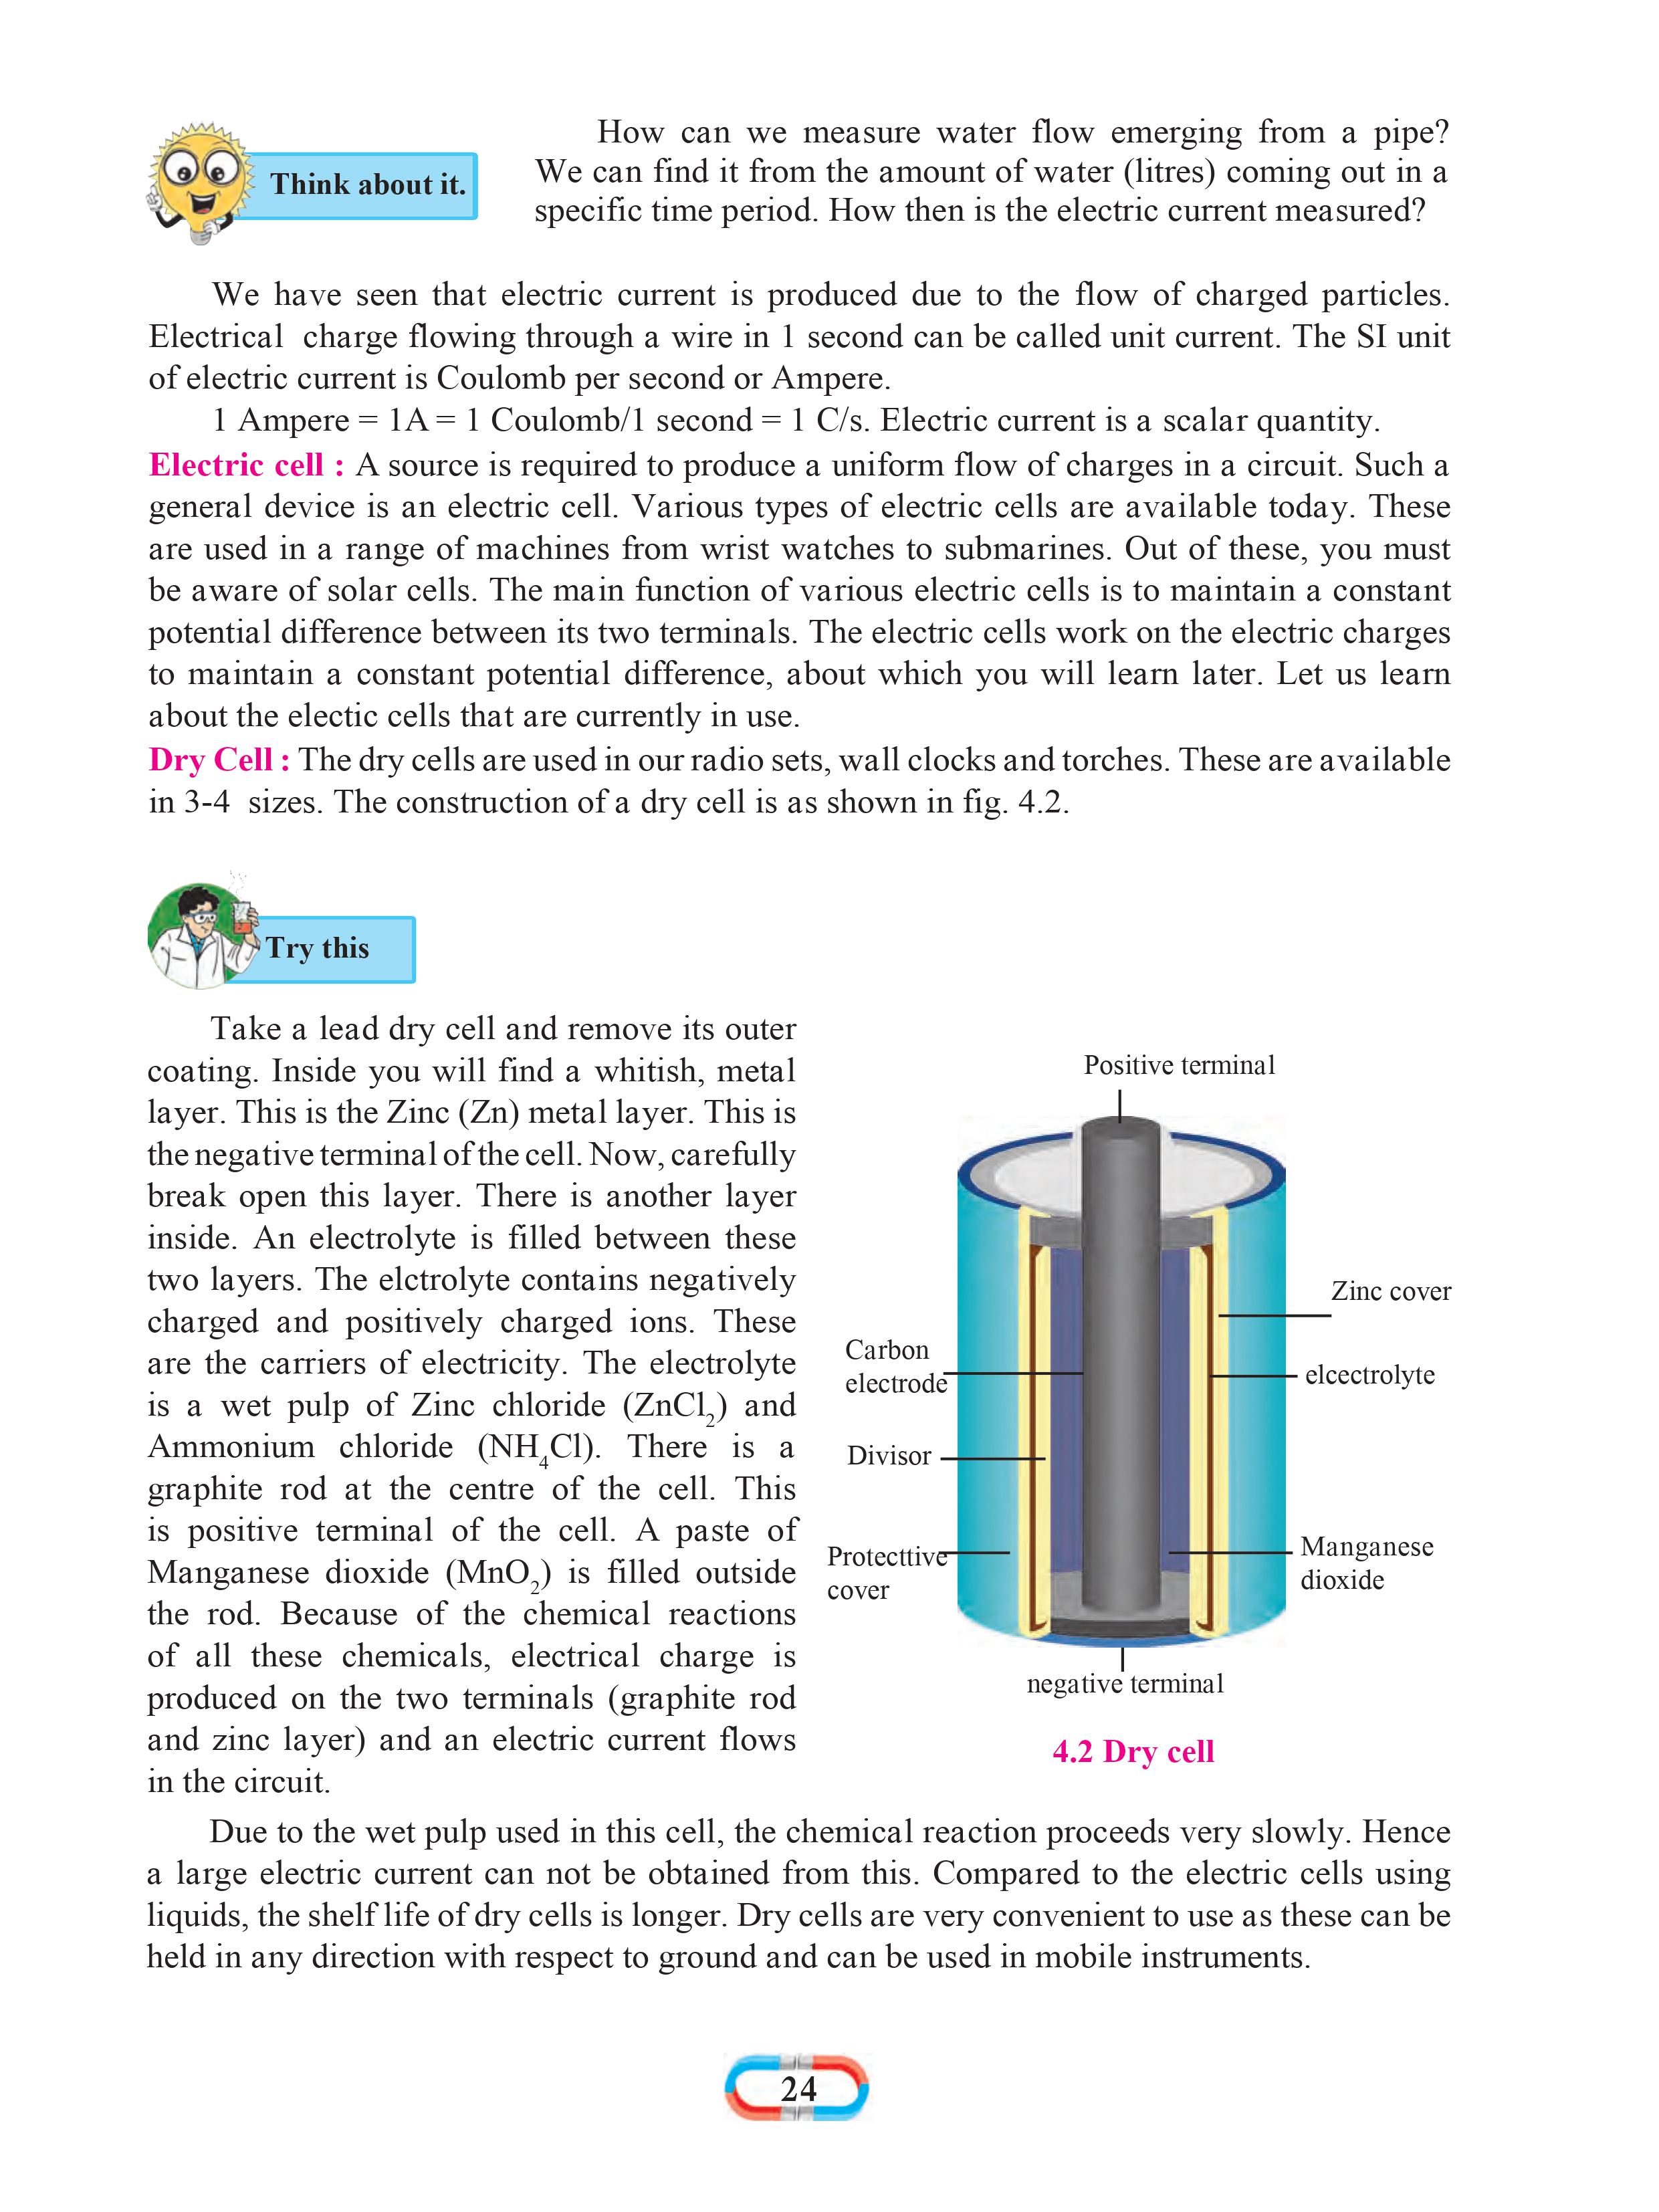 Think about it.
How can we measure water flow emerging from a pipe?
We can find it from the amount of water (litres) coming out in a
specific time period. How then is the electric current measured?
We have seen that electric current is produced due to the flow of charged particles.
Electrical charge flowing through a wire in 1 second can be called unit current. The SI unit
of electric current is Coulomb per second or Ampere.
1 Ampere = 1A = 1 Coulomb/1 second = 1 C/s. Electric current is a scalar quantity.
Electric cell : A source is required to produce a uniform flow of charges in a circuit. Such a
general device is an electric cell. Various types of electric cells are available today. These
are used in a range of machines from wrist watches to submarines. Out of these, you must
be aware of solar cells. The main function of various electric cells is to maintain a constant
potential difference between its two terminals. The electric cells work on the electric charges
to maintain a constant potential difference, about which you will learn later. Let us learn
about the electic cells that are currently in use.
Dry Cell : The dry cells are used in our radio sets, wall clocks and torches. These are available
in 3-4 sizes. The construction of a dry cell is as shown in fig. 4.2.
Try this
Take a lead dry cell and remove its outer
coating. Inside you will find a whitish, metal
layer. This is the Zinc (Zn) metal layer. This is
the negative terminal of the cell. Now, carefully
break open this layer. There is another layer
inside. An electrolyte is filled between these
two layers. The elctrolyte contains negatively
charged and positively charged ions. These
are the carriers of electricity. The electrolyte
is a wet pulp of Zinc chloride (ZnCl₂) and
Ammonium chloride (NH₄Cl). There is a
graphite rod at the centre of the cell. This
is positive terminal of the cell. A paste of
Manganese dioxide (MnO₂) is filled outside
the rod. Because of the chemical reactions
of all these chemicals, electrical charge is
produced on the two terminals (graphite rod
and zinc layer) and an electric current flows
in the circuit.
Positive terminal
Zinc cover
Carbon
electrode
elcectrolyte
Divisor
Protecttive
cover
Manganese
dioxide
negative terminal
4.2 Dry cell
Due to the wet pulp used in this cell, the chemical reaction proceeds very slowly. Hence
a large electric current can not be obtained from this. Compared to the electric cells using
liquids, the shelf life of dry cells is longer. Dry cells are very convenient to use as these can be
held in any direction with respect to ground and can be used in mobile instruments.
24